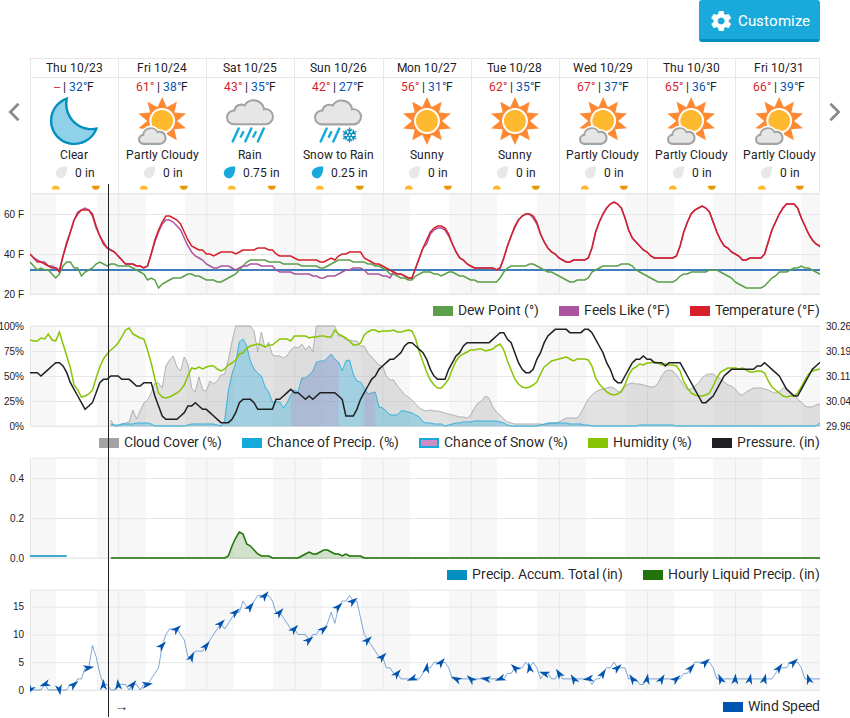 Customize
Thu 10/23 Fri 10/24 Sat 10/25 Sun 10/26 Mon 10/27 Tue 10/28 Wed 10/29 Thu 10/30 Fri 10/31
– | 32°F 61° | 38°F 43° | 35°F 42° | 27°F 56° | 31°F 62° | 35°F 67° | 37°F 65° | 36°F 66° | 39°F
Clear Partly Cloudy Rain Snow to Rain Sunny Sunny Partly Cloudy Partly Cloudy Partly Cloudy
0 in 0 in 0.75 in 0.25 in 0 in 0 in 0 in 0 in 0 in
60 F
40 F
20 F
Dew Point (°) Feels Like (°F) Temperature (°F)
100% 30.26
75% 30.19
50% 30.11
25% 30.04
0% 29.96
Cloud Cover (%) Chance of Precip. (%) Chance of Snow (%) Humidity (%) Pressure. (in)
0.4
0.2
0.0
Precip. Accum. Total (in) Hourly Liquid Precip. (in)
15
10
5
0
→
Wind Speed